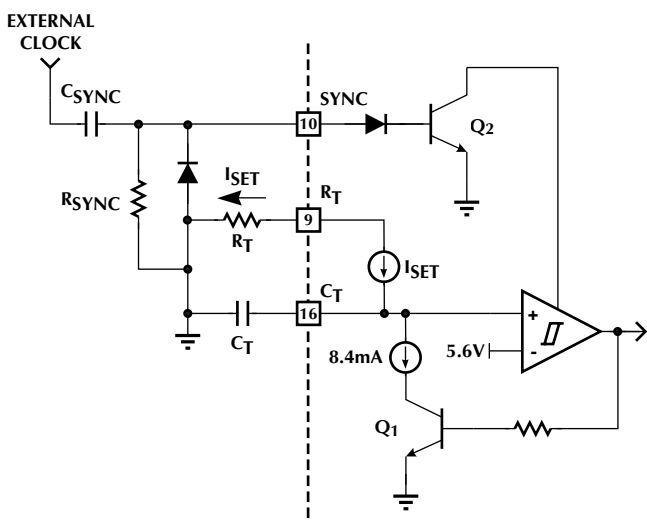 EXTERNAL
CLOCK
CSYNC
SYNC
10
Q2
ISET
RT
RSYNC
9
RT
ISET
CT
16
CT
+
5.6V
-
8.4mA
Q1